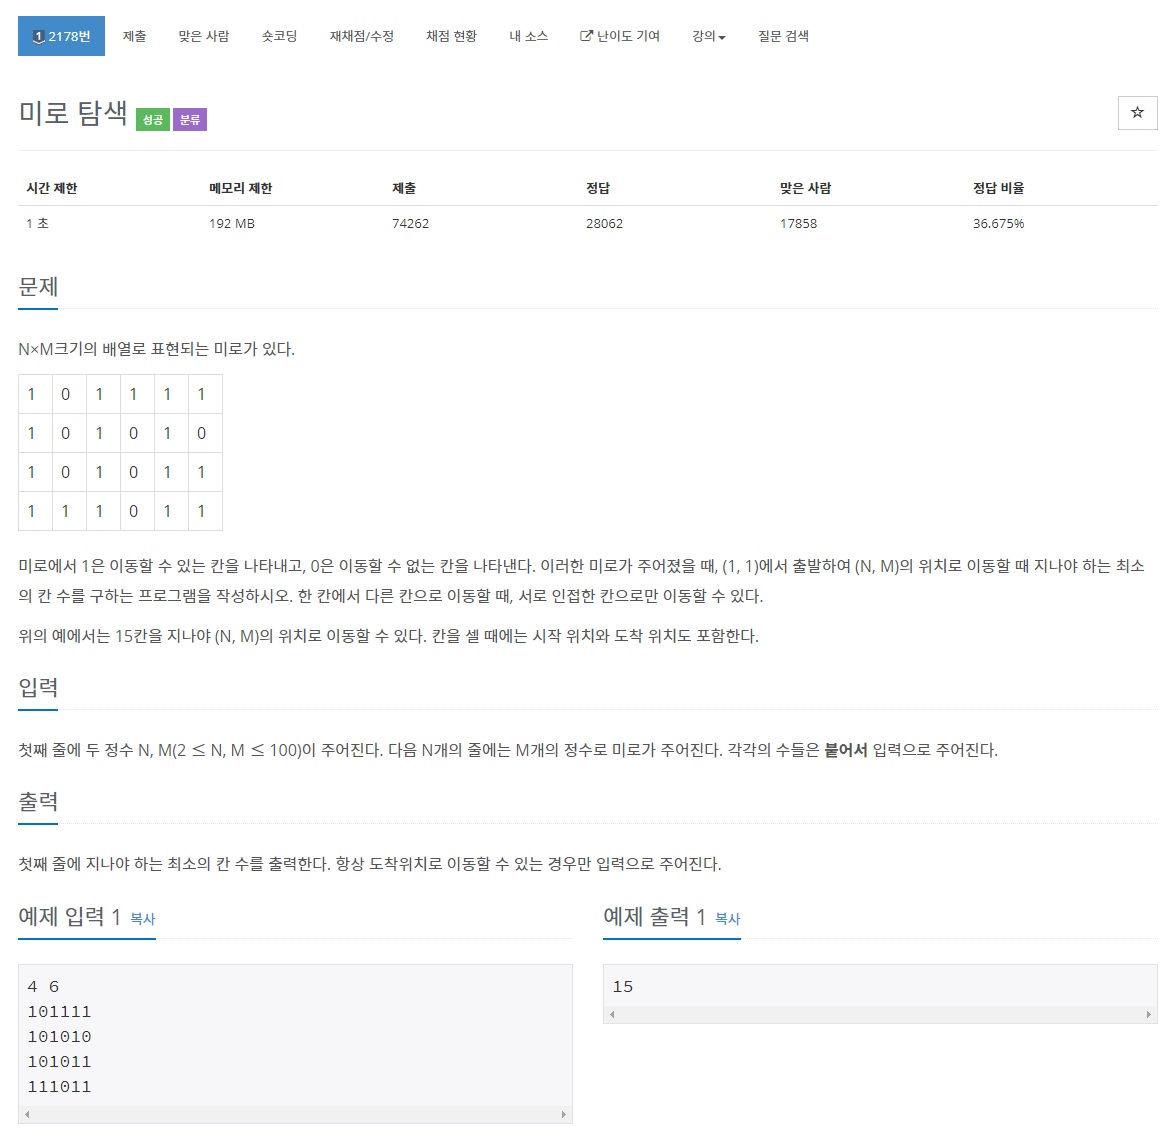 1 2178번 제출 맞은 사람 숏코딩 재채점/수정 채점 현황 내 소스 난이도 기여 강의 질문 검색
미로 탐색 성공 분류
시간 제한 메모리 제한 제출 정답 맞은 사람 정답 비율
1 초 192 MB 74262 28062 17858 36.675%
문제
N×M크기의 배열로 표현되는 미로가 있다.
1 0 1 1 1 1
1 0 1 0 1 0
1 0 1 0 1 1
1 1 1 0 1 1
미로에서 1은 이동할 수 있는 칸을 나타내고, 0은 이동할 수 없는 칸을 나타낸다. 이러한 미로가 주어졌을 때, (1, 1)에서 출발하여 (N, M)의 위치로 이동할 때 지나야 하는 최소
의 칸 수를 구하는 프로그램을 작성하시오. 한 칸에서 다른 칸으로 이동할 때, 서로 인접한 칸으로만 이동할 수 있다.
위의 예에서는 15칸을 지나야 (N, M)의 위치로 이동할 수 있다. 칸을 셀 때에는 시작 위치와 도착 위치도 포함한다.
입력
첫째 줄에 두 정수 N, M(2 ≤ N, M ≤ 100)이 주어진다. 다음 N개의 줄에는 M개의 정수로 미로가 주어진다. 각각의 수들은 붙어서 입력으로 주어진다.
출력
첫째 줄에 지나야 하는 최소의 칸 수를 출력한다. 항상 도착위치로 이동할 수 있는 경우만 입력으로 주어진다.
예제 입력 1 복사
4 6
101111
101010
101011
111011
예제 출력 1 복사
15